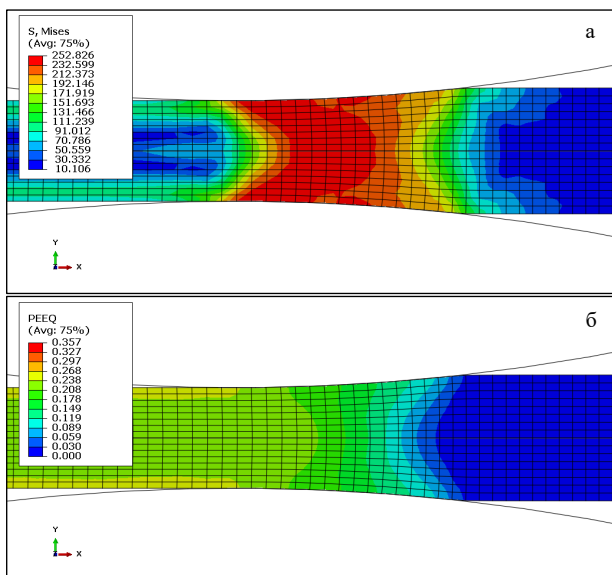 S, Mises
(Avg: 75%)
252.826
232.599
212.373
192.146
171.919
151.693
131.466
111.239
91.012
70.786
50.559
30.332
10.106
а
Y
Z
X
PEEQ
(Avg: 75%)
0.357
0.327
0.297
0.268
0.238
0.208
0.178
0.149
0.119
0.089
0.059
0.030
0.000
б
Y
Z
X